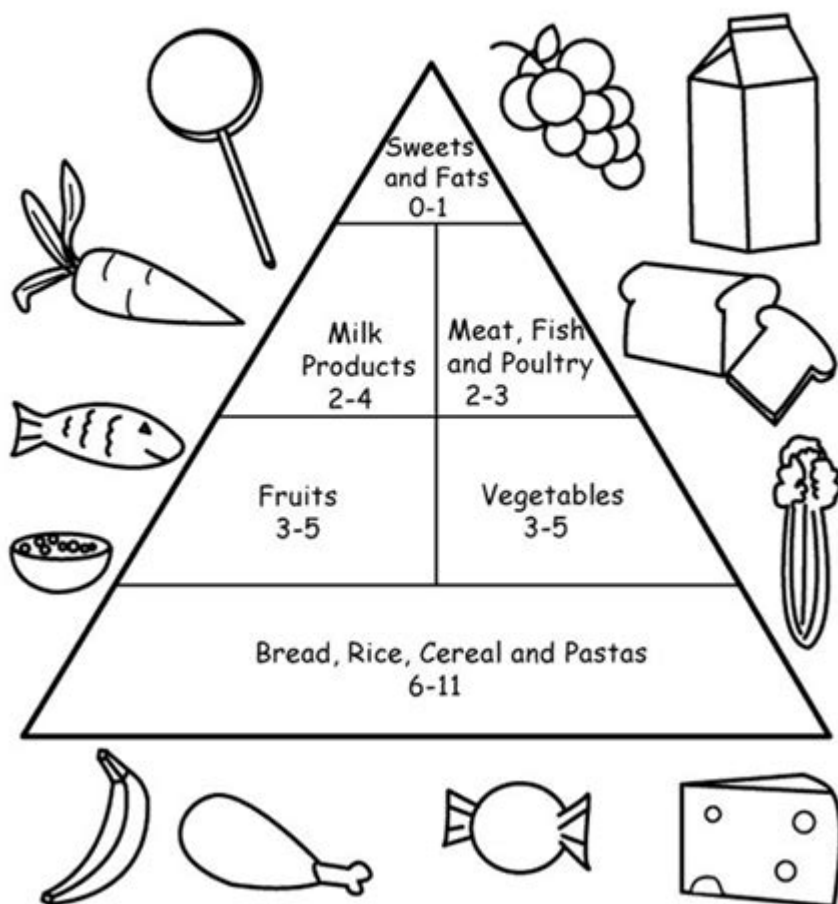 Sweets
and Fats
0-1
Milk
Products
2-4
Meat, Fish
and Poultry
2-3
Fruits
3-5
Vegetables
3-5
Bread, Rice, Cereal and Pastas
6-11